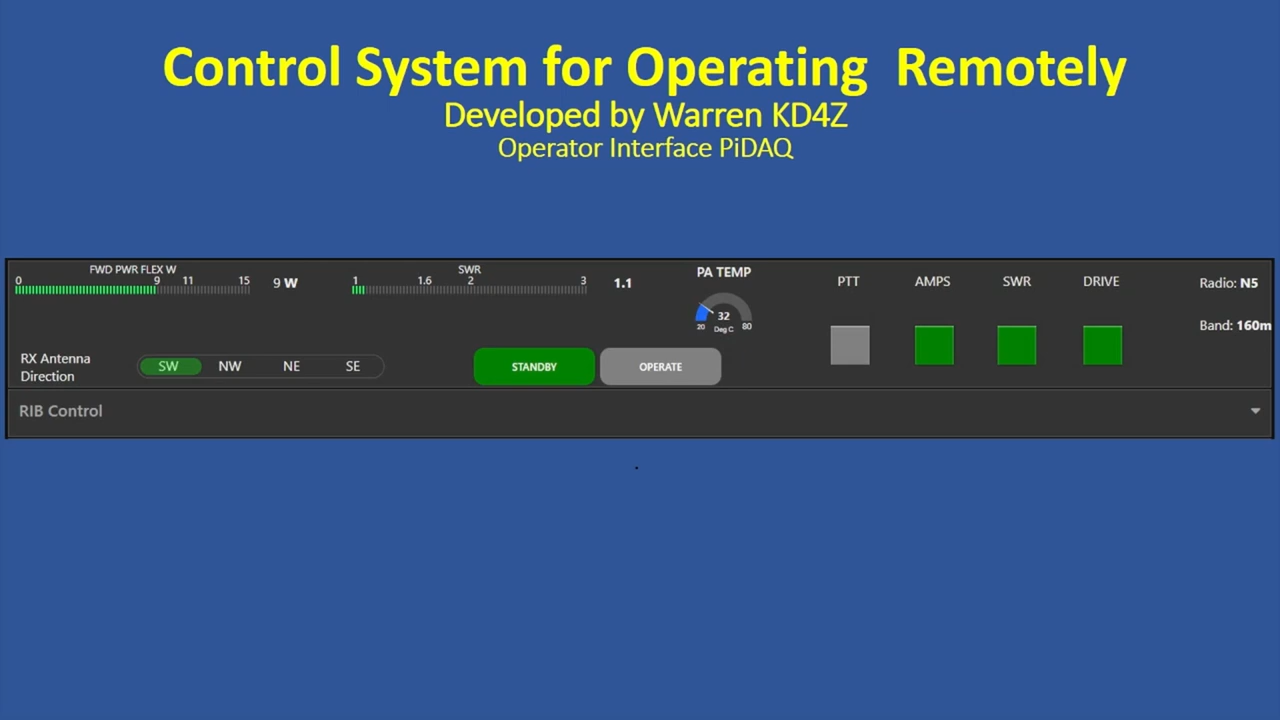 Control System for Operating  Remotely
Developed by Warren KD4Z
Operator Interface PiDAQ
FWD PWR FLEX W
0 9 11 15
9 W
SWR
1 1.6 2 3
1.1
PA TEMP
32
20 Deg C 80
PTT AMPS SWR DRIVE
Radio: N5
Band: 160m
RX Antenna
Direction
SW NW NE SE
STANDBY OPERATE
RIB Control